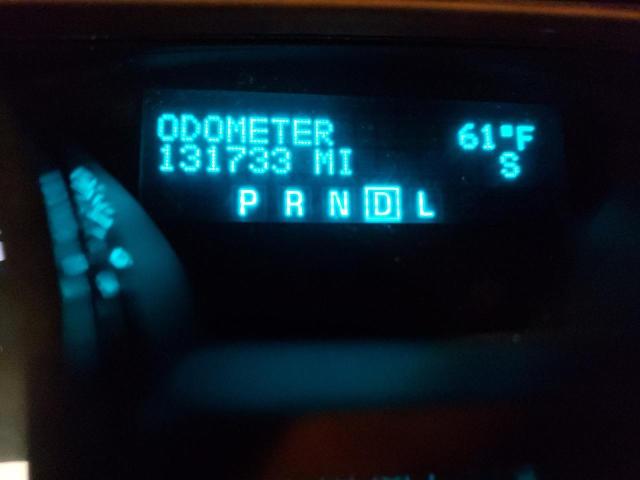 ODOMETER 61°F
131733 MI S
P R N D L